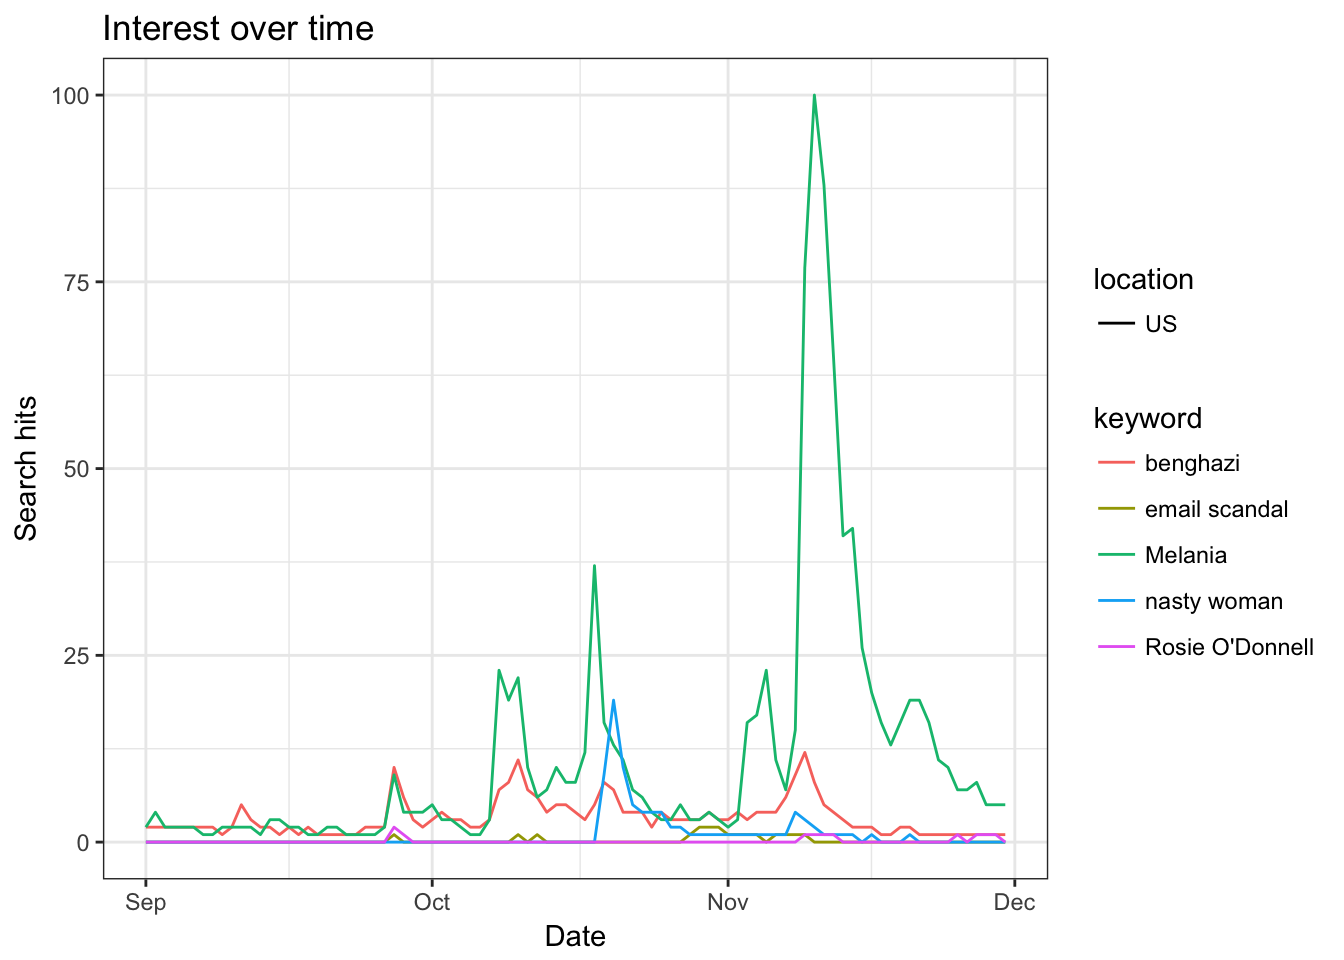 Interest over time
100
75
50
25
0
Search hits
Sep
Oct
Nov
Dec
Date
location
US
keyword
benghazi
email scandal
Melania
nasty woman
Rosie O'Donnell